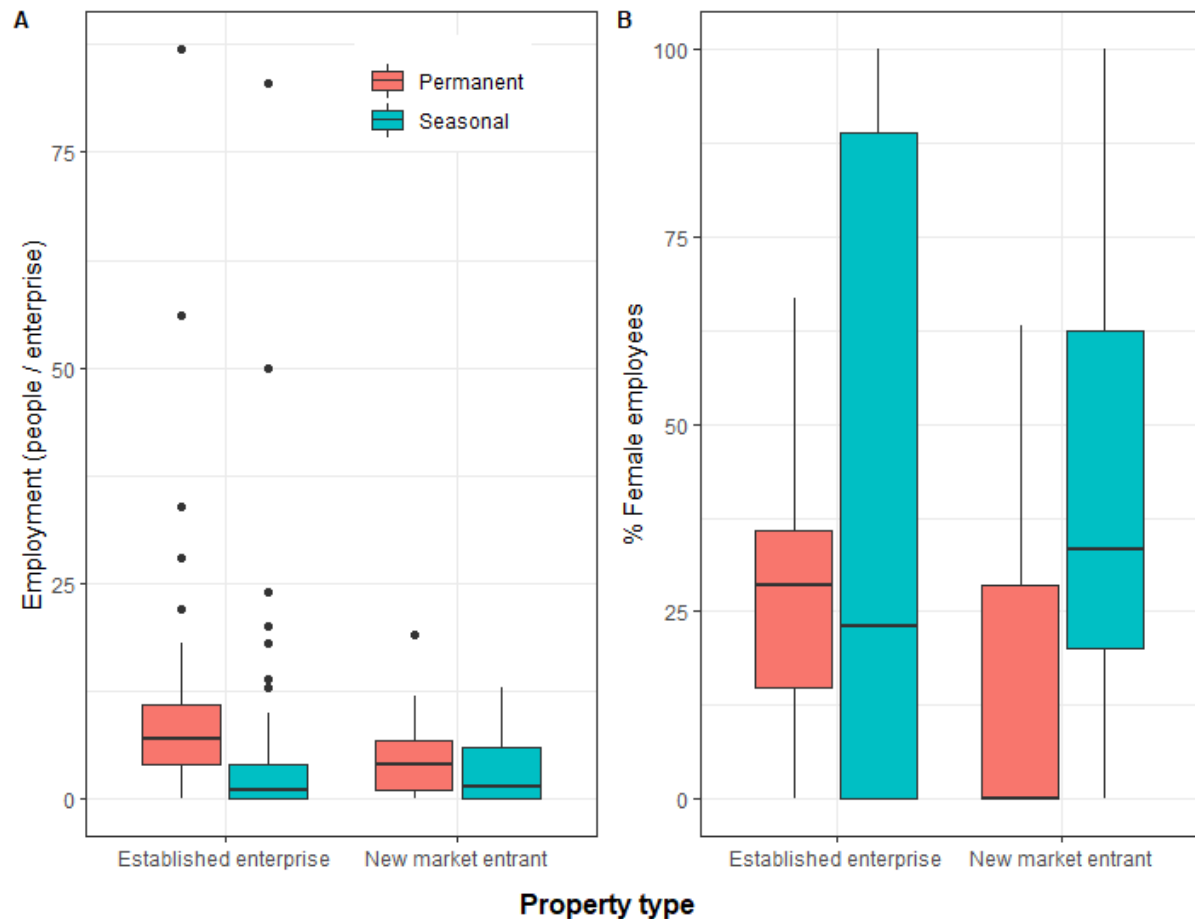 A
Employment (people / enterprise)
75
50
25
0
Permanent
Seasonal
Established enterprise
New market entrant
B
% Female employees
100
75
50
25
0
Established enterprise
New market entrant
Property type